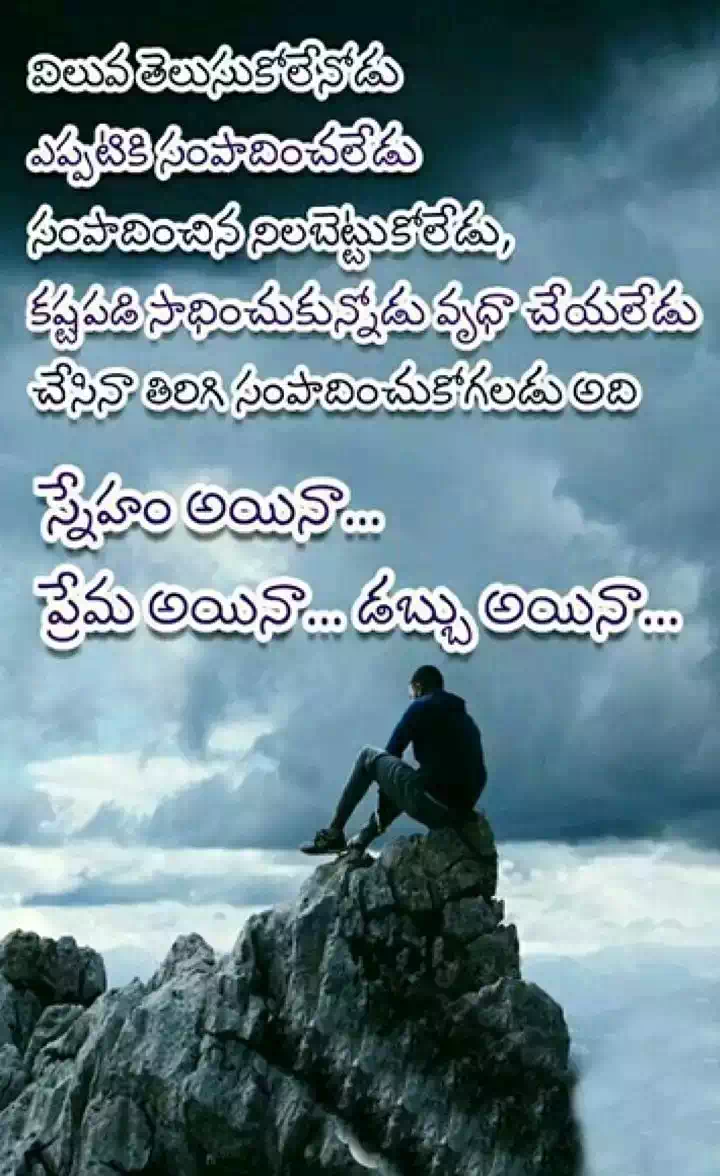 విలువ తెలుసుకోలేనోడు
ఎప్పటికి సంపాదించలేడు
సంపాదించిన నిలబెట్టుకోలేడు,
కష్టపడి సాధించుకున్నోడు వృధా చేయలేడు
చేసినా తిరిగి సంపాదించుకోగలడు అది
స్నేహం అయినా...
ప్రేమ అయినా... డబ్బు అయినా...